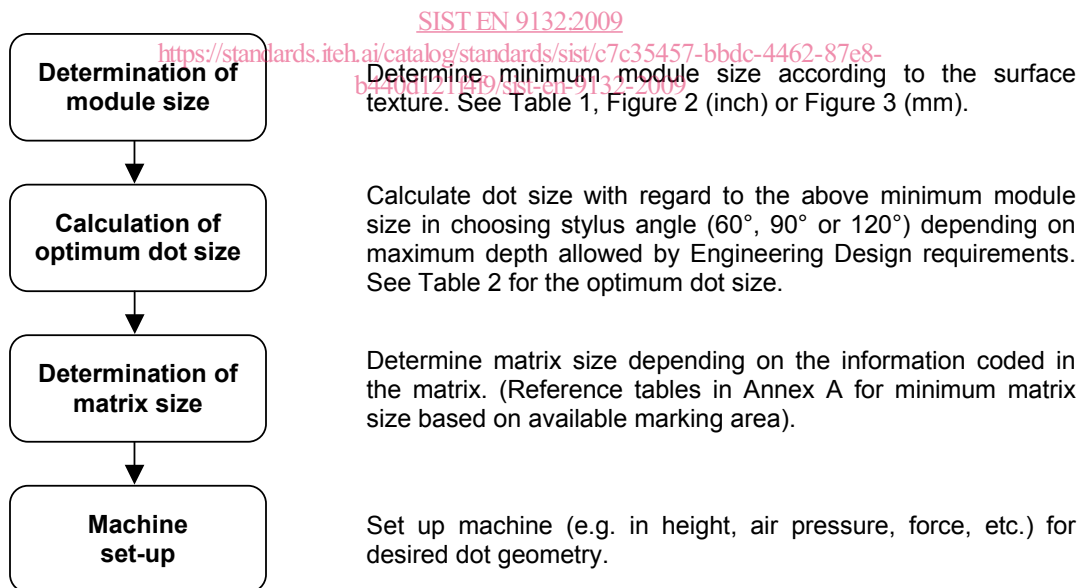 SIST EN 9132:2009
https://standards.iteh.ai/catalog/standards/sist/c7c35457-bbdc-4462-87e8-
b440d121f4f9/sist-en-9132-2009
Determination of
module size
Determine minimum module size according to the surface
texture. See Table 1, Figure 2 (inch) or Figure 3 (mm).
Calculation of
optimum dot size
Calculate dot size with regard to the above minimum module
size in choosing stylus angle (60°, 90° or 120°) depending on
maximum depth allowed by Engineering Design requirements.
See Table 2 for the optimum dot size.
Determination of
matrix size
Determine matrix size depending on the information coded in
the matrix. (Reference tables in Annex A for minimum matrix
size based on available marking area).
Machine
set-up
Set up machine (e.g. in height, air pressure, force, etc.) for
desired dot geometry.